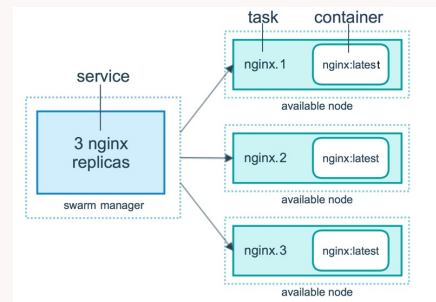 task container
service
nginx.1 nginx:latest
available node
3 nginx
replicas
nginx.2 nginx:latest
swarm manager
available node
nginx.3 nginx:latest
available node